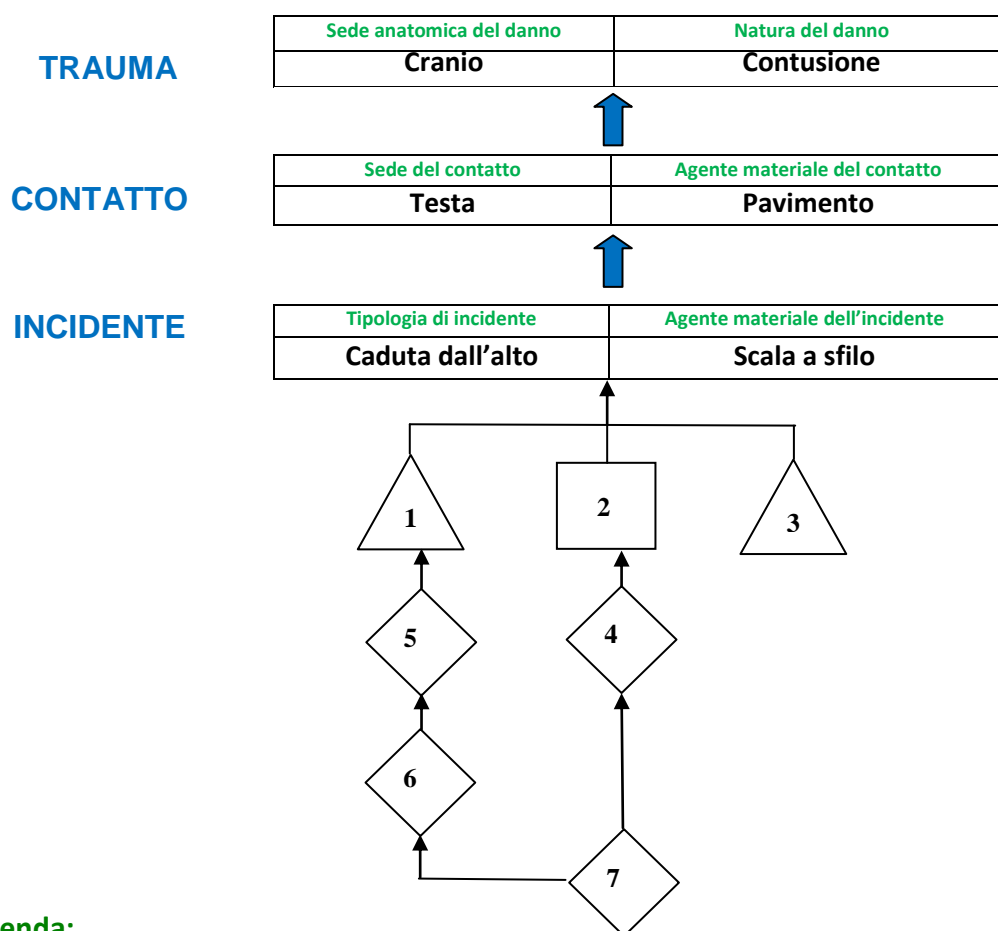 Sede anatomica del danno Natura del danno
TRAUMA Cranio Contusione
Sede del contatto Agente materiale del contatto
CONTATTO Testa Pavimento
INCIDENTE Tipologia di incidente Agente materiale dell’incidente
Caduta dall’alto Scala a sfilo
1 2 3
5 4
6
7
enda: